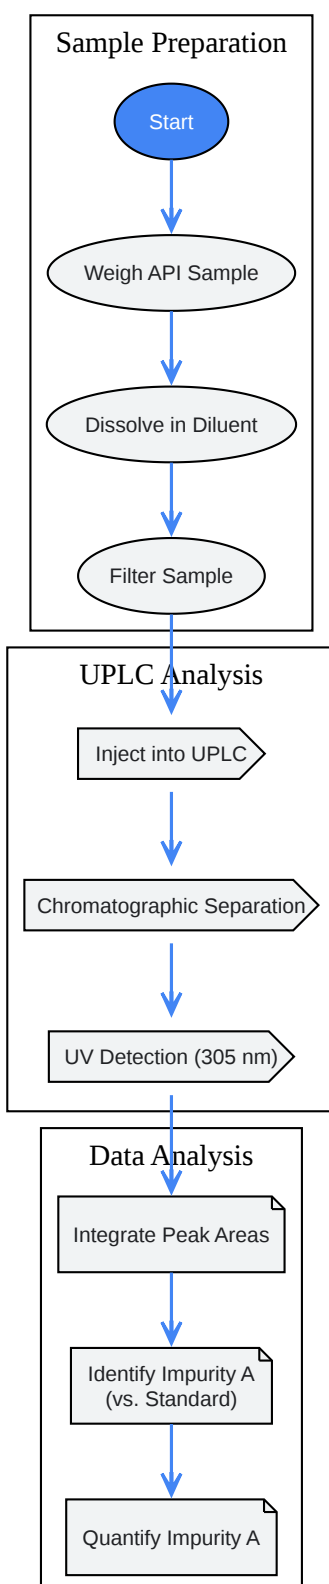 Sample Preparation
Start
Weigh API Sample
Dissolve in Diluent
Filter Sample
UPLC Analysis
Inject into UPLC
Chromatographic Separation
UV Detection (305 nm)
Data Analysis
Integrate Peak Areas
Identify Impurity A
(vs. Standard)
Quantify Impurity A